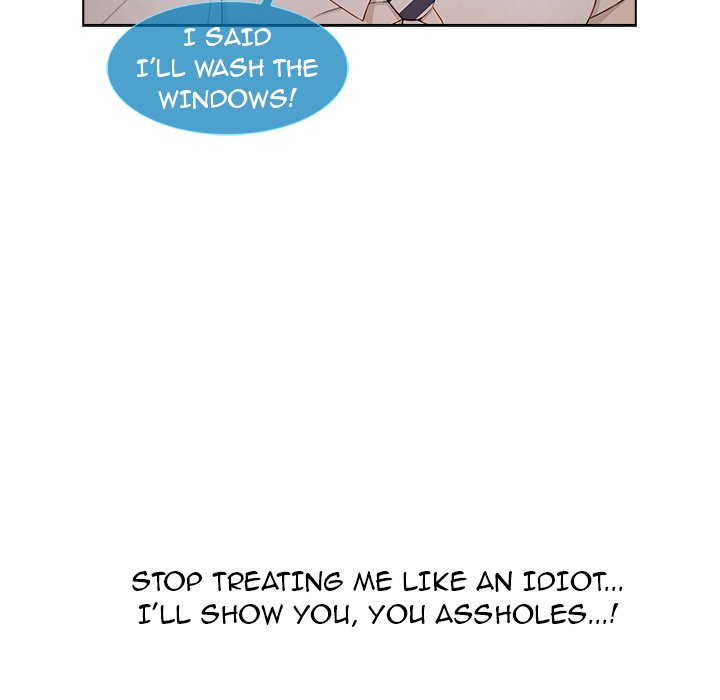 I SAID
I'LL WASH THE
WINDOWS!
STOP TREATING ME LIKE AN IDIOT...
I'LL SHOW YOU, YOU ASSHOLES...!